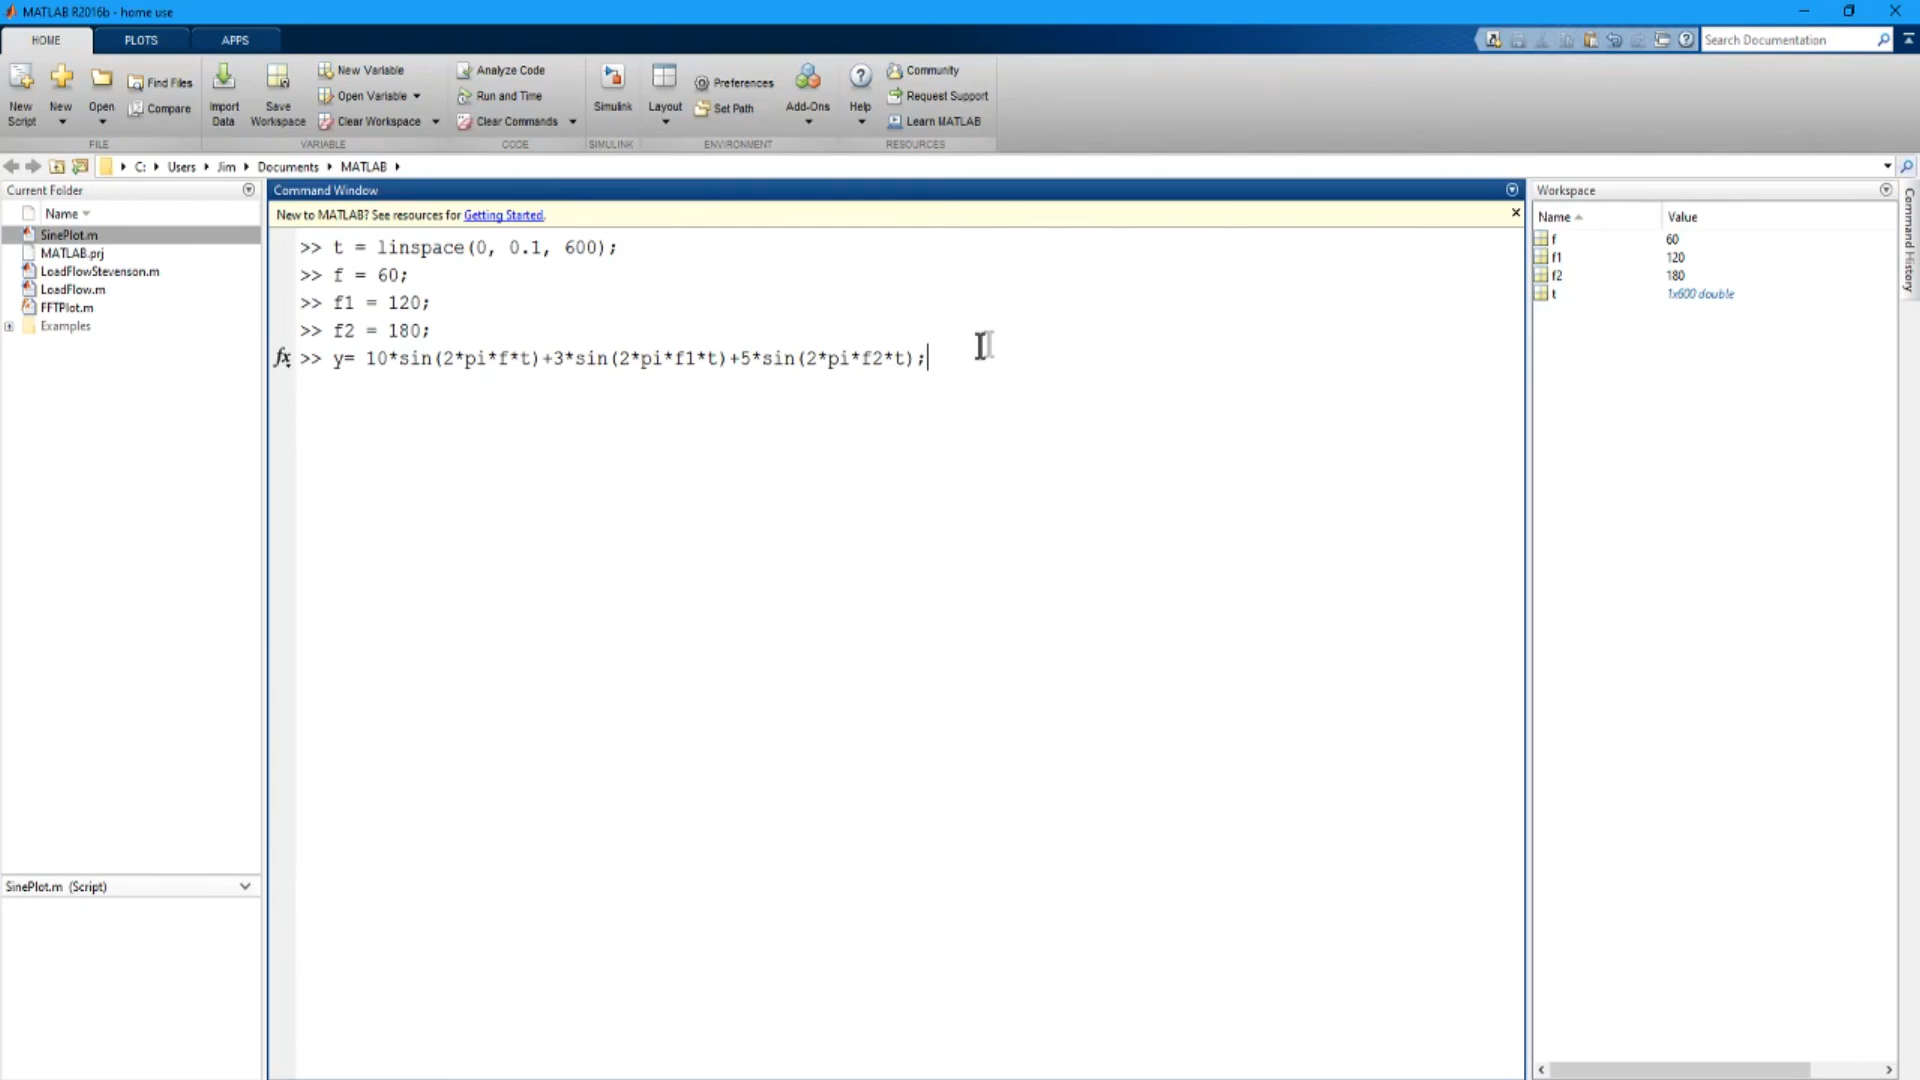 MATLAB R2016b - home use
HOME PLOTS APPS
Search Documentation
New Script
New
Open
Find Files
Compare
FILE
Import Data
Save Workspace
New Variable
Open Variable
Clear Workspace
VARIABLE
Analyze Code
Run and Time
Clear Commands
CODE
Simulink
SIMULINK
Layout
Preferences
Set Path
Add-Ons
ENVIRONMENT
Help
Community
Request Support
Learn MATLAB
RESOURCES
C: Users Jim Documents MATLAB
Current Folder
Name
SinePlot.m
MATLAB.prj
LoadFlowStevenson.m
LoadFlow.m
FFTPlot.m
Examples
SinePlot.m (Script)
Command Window
New to MATLAB? See resources for Getting Started.
>> t = linspace(0, 0.1, 600);
>> f = 60;
>> f1 = 120;
>> f2 = 180;
fx >> y= 10*sin(2*pi*f*t)+3*sin(2*pi*f1*t)+5*sin(2*pi*f2*t);
Workspace
Name Value
f 60
f1 120
f2 180
t 1x600 double
Command History